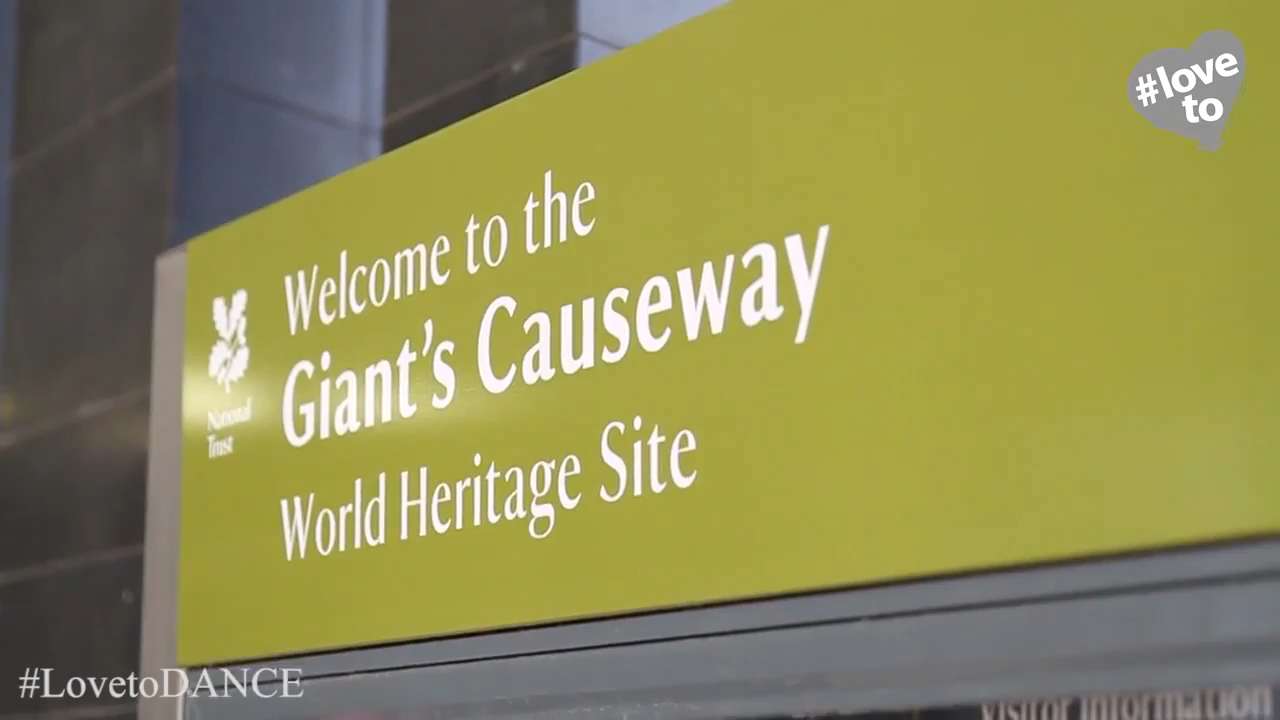 #love
to
Welcome to the
Giant's Causeway
World Heritage Site
National
Trust
#LovetoDANCE
visitor information